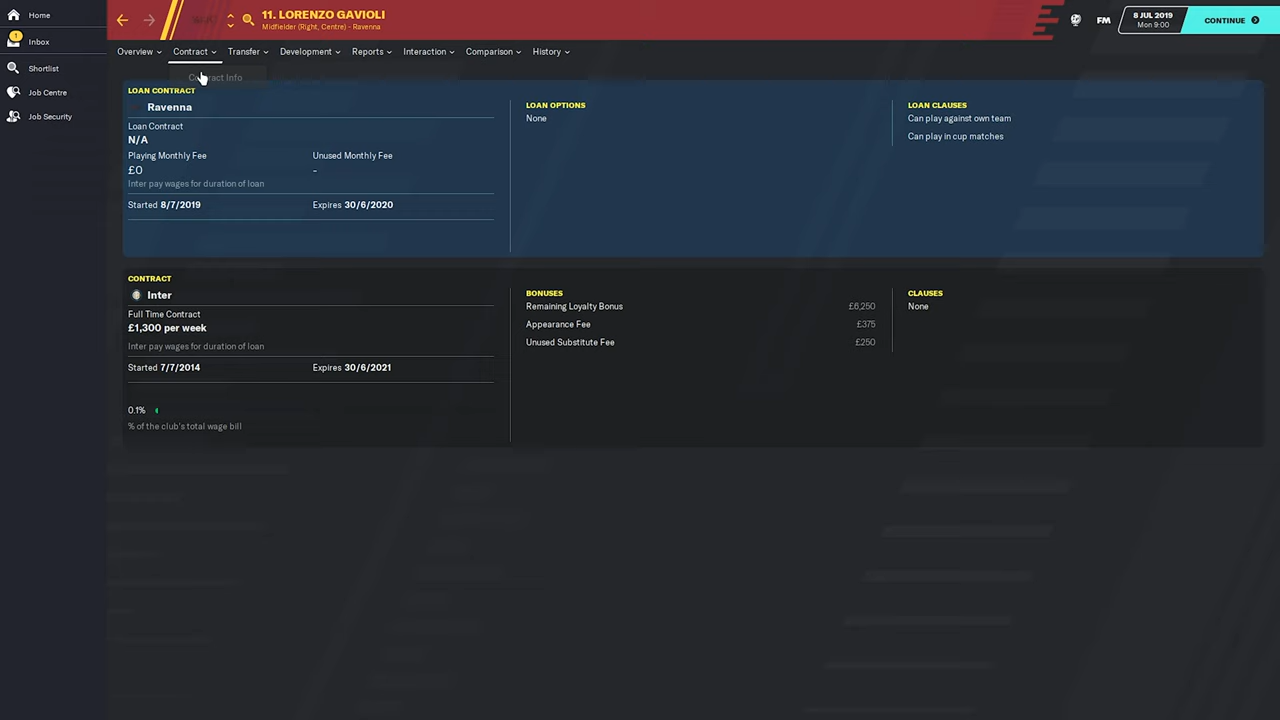 Home
Inbox
1
Shortlist
Job Centre
Job Security
11. LORENZO GAVIOLI
Midfielder (Right, Centre) - Ravenna
FM
8 JUL 2019
Mon 9:00
CONTINUE
Overview
Contract
Transfer
Development
Reports
Interaction
Comparison
History
Contract Info
LOAN CONTRACT
Ravenna
Loan Contract
N/A
Playing Monthly Fee
Unused Monthly Fee
£0
-
Inter pay wages for duration of loan
Started 8/7/2019
Expires 30/6/2020
LOAN OPTIONS
None
LOAN CLAUSES
Can play against own team
Can play in cup matches
CONTRACT
Inter
Full Time Contract
£1,300 per week
Inter pay wages for duration of loan
Started 7/7/2014
Expires 30/6/2021
0.1%
% of the club's total wage bill
BONUSES
Remaining Loyalty Bonus £6,250
Appearance Fee £375
Unused Substitute Fee £250
CLAUSES
None